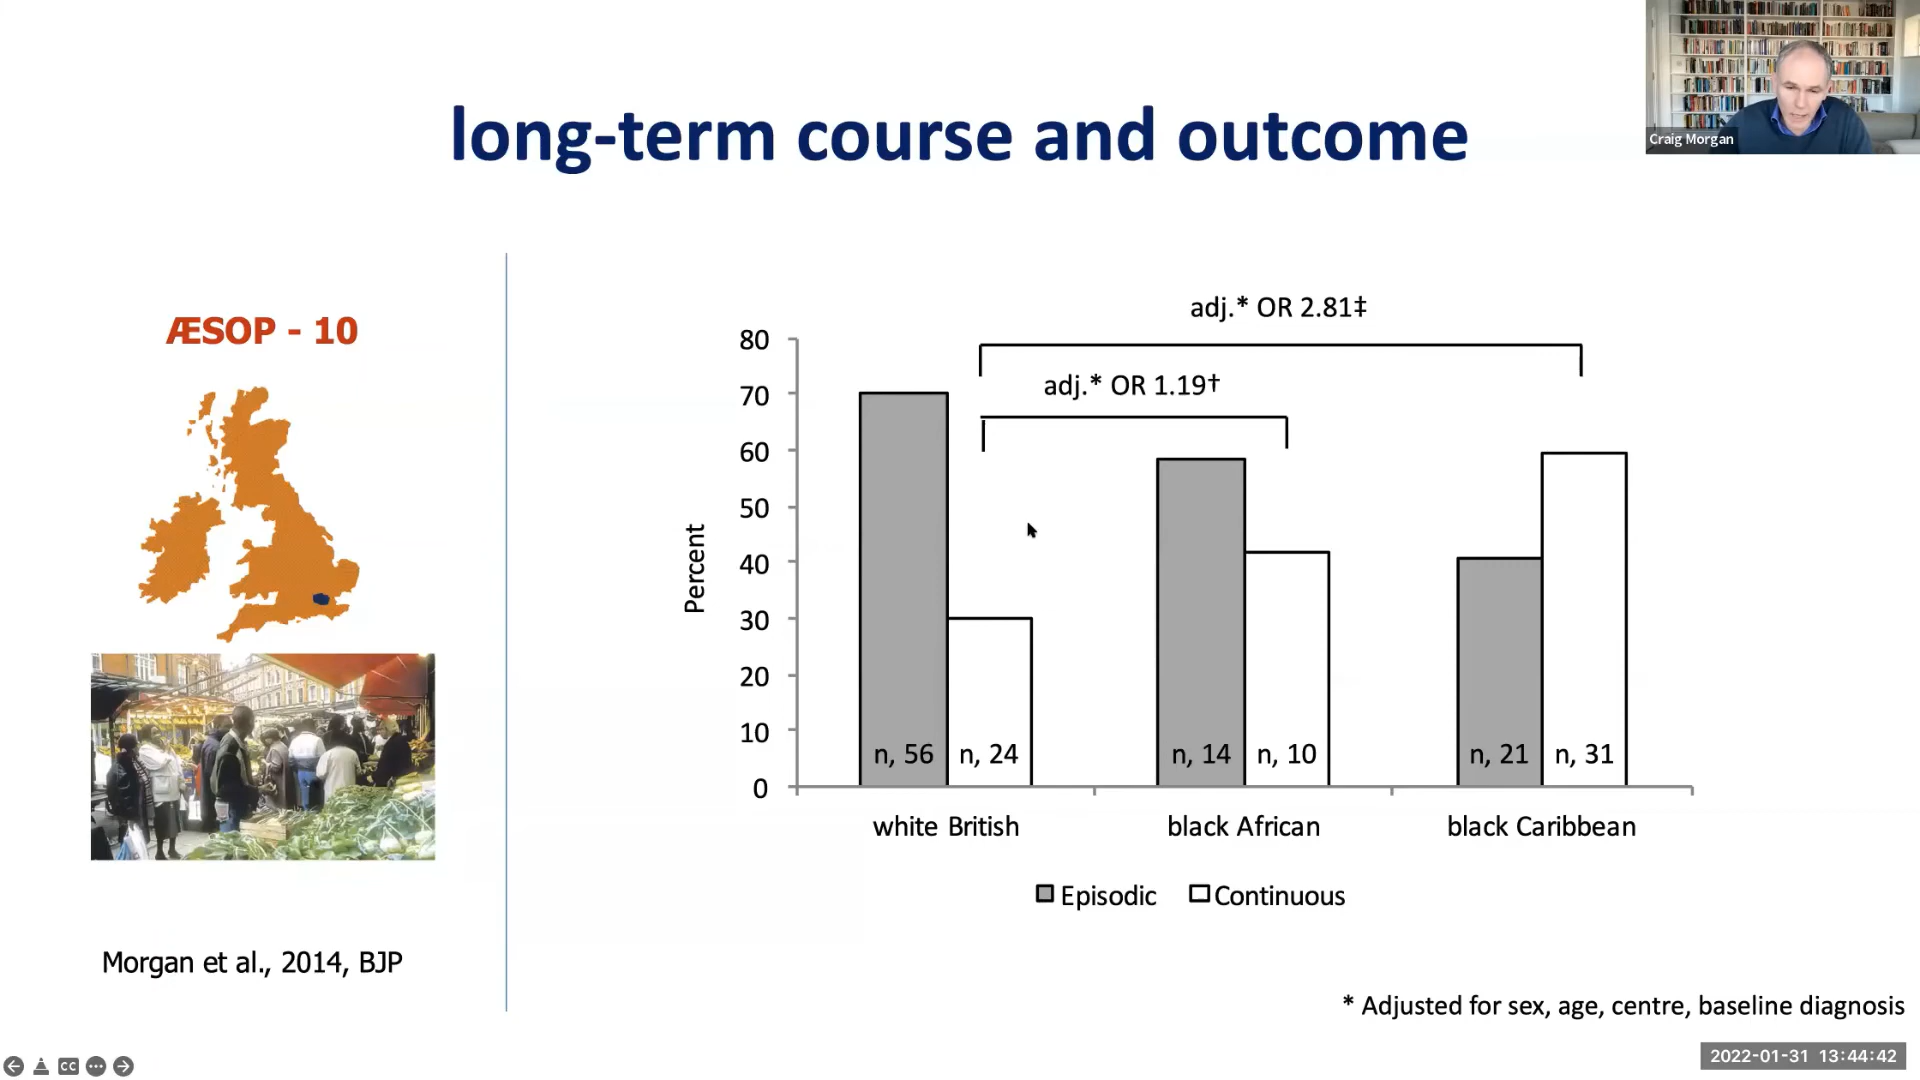 long-term course and outcome
Craig Morgan
ÆSOP - 10
Morgan et al., 2014, BJP
adj.* OR 2.81‡
adj.* OR 1.19†
Percent
80
70
60
50
40
30
20
10
0
n, 56
n, 24
n, 14
n, 10
n, 21
n, 31
white British
black African
black Caribbean
Episodic
Continuous
* Adjusted for sex, age, centre, baseline diagnosis
CC
2022-01-31 13:44:42